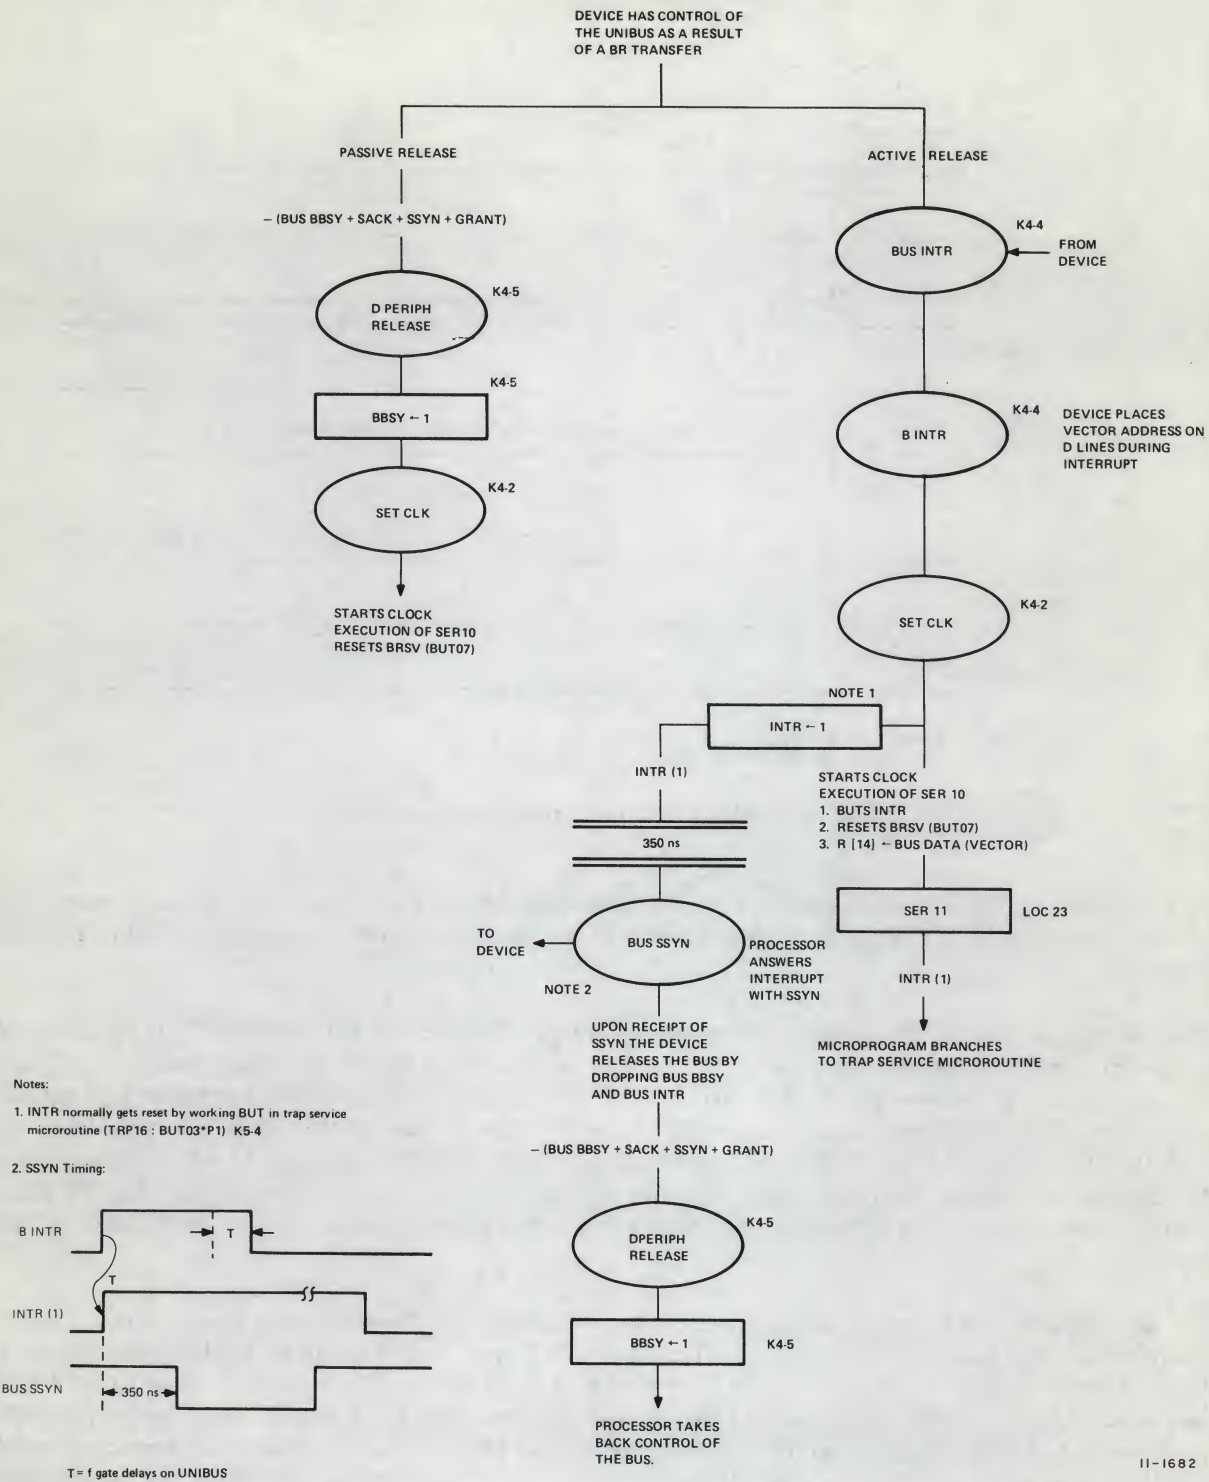 DEVICE HAS CONTROL OF
THE UNIBUS AS A RESULT
OF A BR TRANSFER
PASSIVE RELEASE
– (BUS BBSY + SACK + SSYN + GRANT)
K4-5
D PERIPH
RELEASE
K4-5
BBSY ← 1
K4-2
SET CLK
STARTS CLOCK
EXECUTION OF SER10
RESETS BRSV (BUT07)
ACTIVE RELEASE
K4-4
BUS INTR
FROM
DEVICE
K4-4
B INTR
DEVICE PLACES
VECTOR ADDRESS ON
D LINES DURING
INTERRUPT
K4-2
SET CLK
NOTE 1
INTR ← 1
INTR (1)
350 ns
STARTS CLOCK
EXECUTION OF SER 10
1. BUTS INTR
2. RESETS BRSV (BUT07)
3. R [14] ← BUS DATA (VECTOR)
SER 11
LOC 23
INTR (1)
MICROPROGRAM BRANCHES
TO TRAP SERVICE MICROROUTINE
TO
DEVICE
BUS SSYN
NOTE 2
PROCESSOR
ANSWERS
INTERRUPT
WITH SSYN
UPON RECEIPT OF
SSYN THE DEVICE
RELEASES THE BUS BY
DROPPING BUS BBSY
AND BUS INTR
– (BUS BBSY + SACK + SSYN + GRANT)
K4-5
DPERIPH
RELEASE
BBSY ← 1
K4-5
PROCESSOR TAKES
BACK CONTROL OF
THE BUS.
Notes:
1. INTR normally gets reset by working BUT in trap service
microroutine (TRP16 : BUT03*P1) K5-4
2. SSYN Timing:
B INTR
T
T
INTR (1)
BUS SSYN
350 ns
T = f gate delays on UNIBUS
11-1682